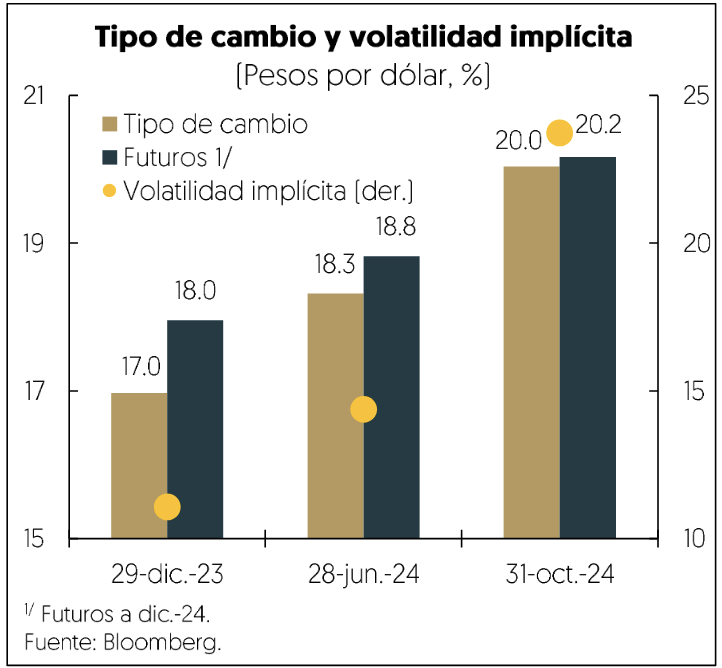 Tipo de cambio y volatilidad implícita
(Pesos por dólar, %)
21
25
Tipo de cambio
Futuros 1/
Volatilidad implícita (der.)
20.0
20.2
19
20
18.3
18.8
17.0
18.0
17
15
15
10
29-dic.-23
28-jun.-24
31-oct.-24
1/ Futuros a dic.-24.
Fuente: Bloomberg.